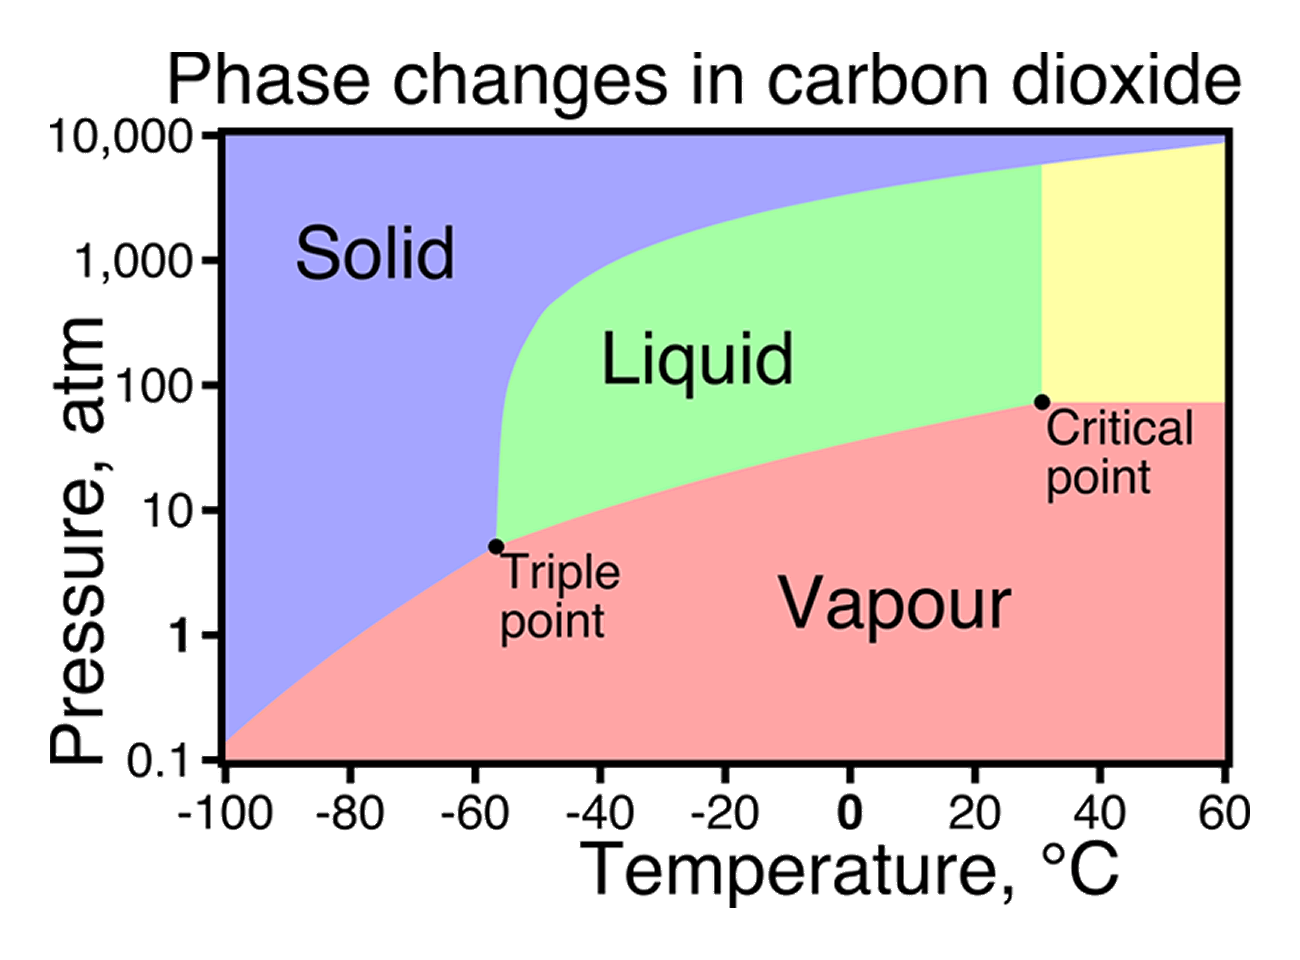 Phase changes in carbon dioxide
10,000
1,000
100
10
1
0.1
Pressure, atm
Solid
Liquid
Critical
point
Triple
point
Vapour
-100 -80 -60 -40 -20 0 20 40 60
Temperature, °C